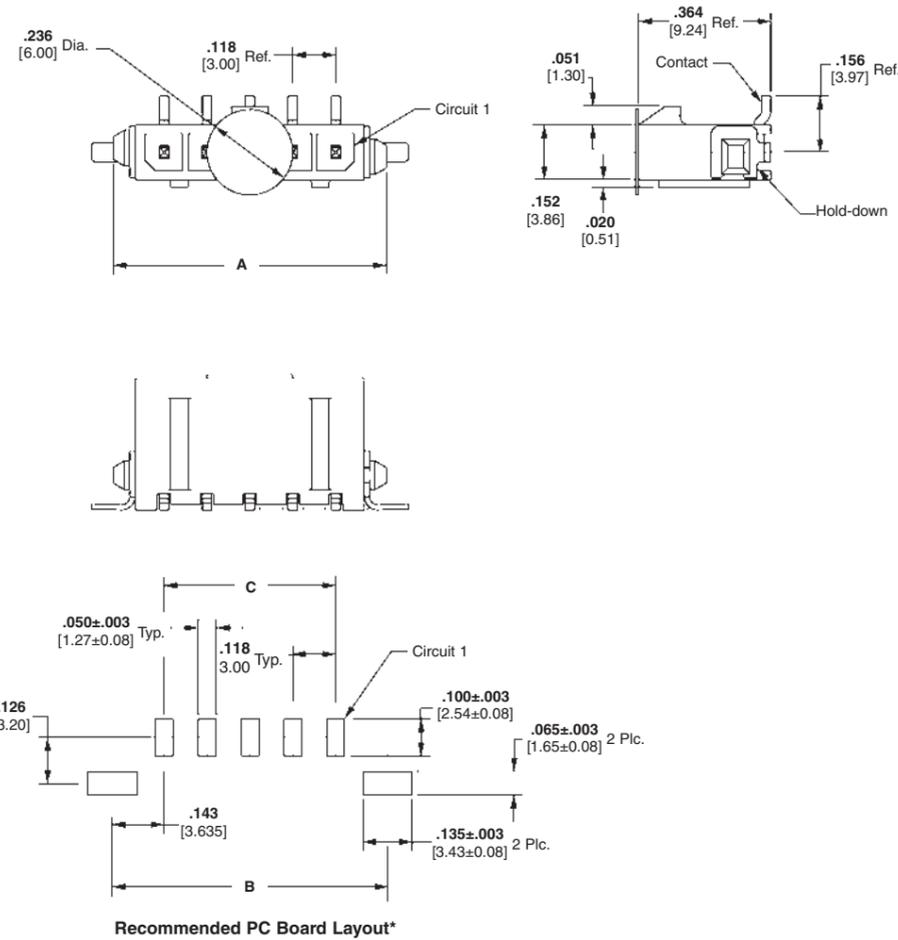 .236
[6.00] Dia.
.118
[3.00] Ref.
Circuit 1
A
.364
[9.24] Ref.
.051
[1.30]
Contact
.156
[3.97] Ref.
.152
[3.86]
.020
[0.51]
Hold-down
C
.050±.003
[1.27±0.08] Typ.
.118
3.00 Typ.
Circuit 1
.126
3.20]
.100±.003
[2.54±0.08]
.065±.003
[1.65±0.08] 2 Plc.
.143
[3.635]
.135±.003
[3.43±0.08] 2 Plc.
B
Recommended PC Board Layout*